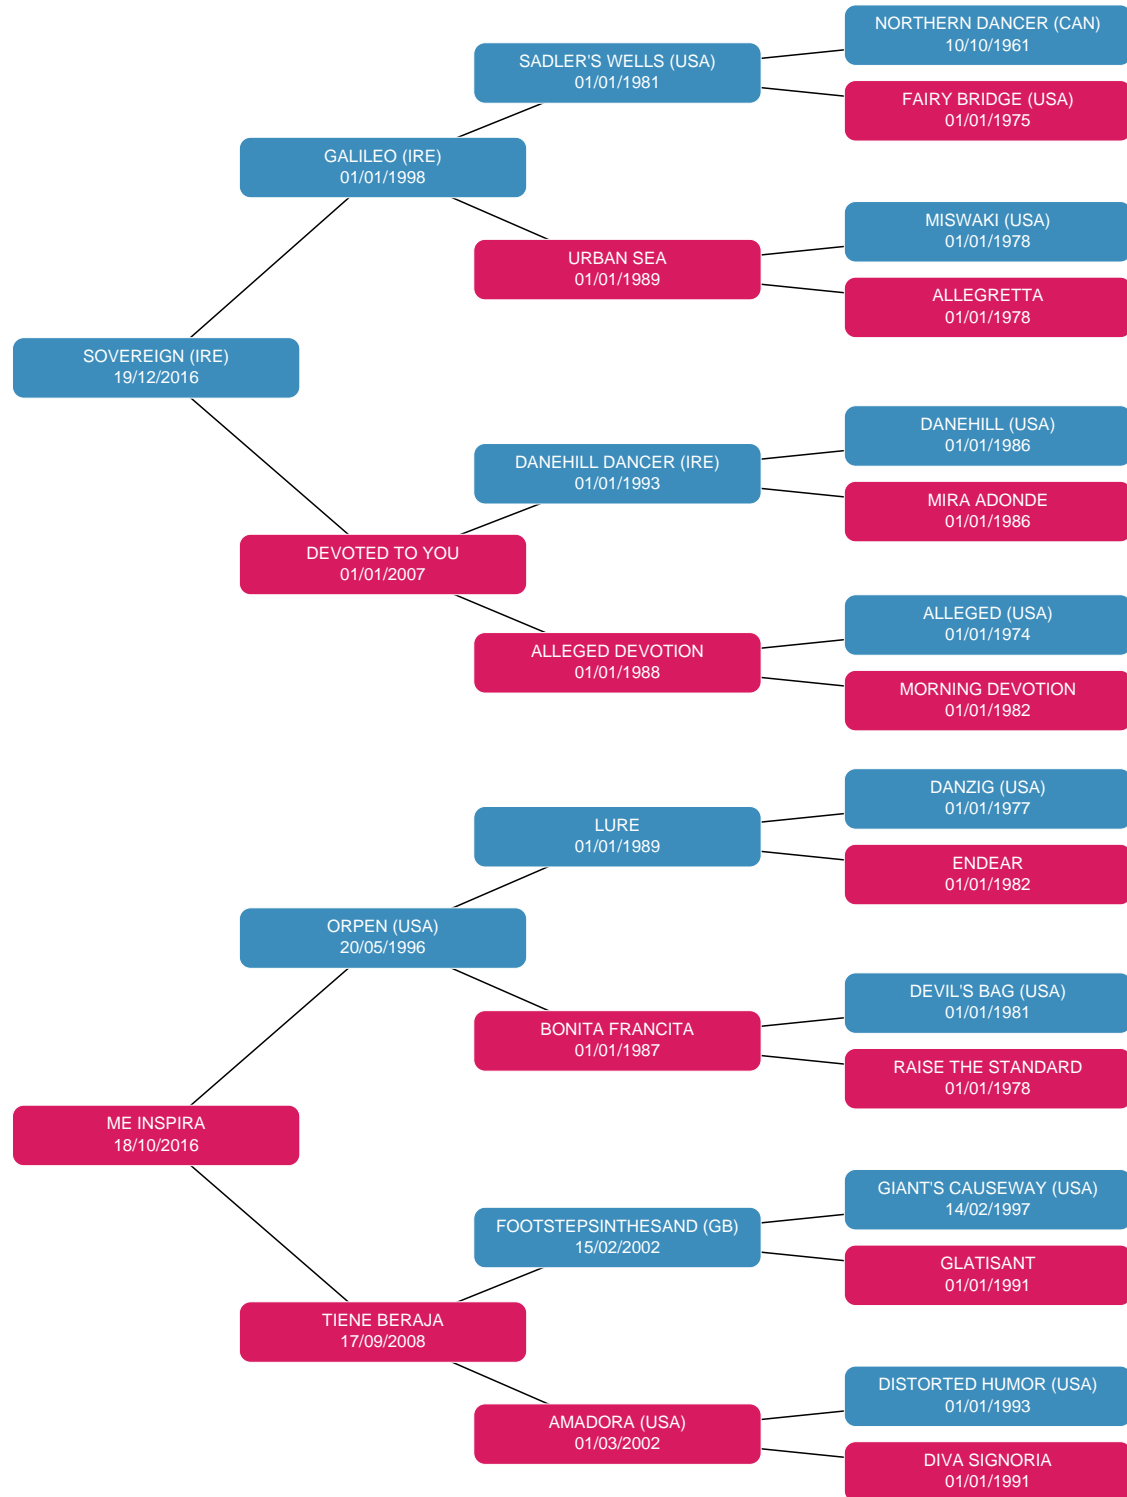 NORTHERN DANCER (CAN)
10/10/1961
SADLER'S WELLS (USA)
01/01/1981
FAIRY BRIDGE (USA)
01/01/1975
GALILEO (IRE)
01/01/1998
MISWAKI (USA)
01/01/1978
URBAN SEA
01/01/1989
ALLEGRETTA
01/01/1978
SOVEREIGN (IRE)
19/12/2016
DANEHILL (USA)
01/01/1986
DANEHILL DANCER (IRE)
01/01/1993
MIRA ADONDE
01/01/1986
DEVOTED TO YOU
01/01/2007
ALLEGED (USA)
01/01/1974
ALLEGED DEVOTION
01/01/1988
MORNING DEVOTION
01/01/1982
DANZIG (USA)
01/01/1977
LURE
01/01/1989
ENDEAR
01/01/1982
ORPEN (USA)
20/05/1996
DEVIL'S BAG (USA)
01/01/1981
BONITA FRANCITA
01/01/1987
RAISE THE STANDARD
01/01/1978
ME INSPIRA
18/10/2016
GIANT'S CAUSEWAY (USA)
14/02/1997
FOOTSTEPSINTHESAND (GB)
15/02/2002
GLATISANT
01/01/1991
TIENE BERAJA
17/09/2008
DISTORTED HUMOR (USA)
01/01/1993
AMADORA (USA)
01/03/2002
DIVA SIGNORIA
01/01/1991